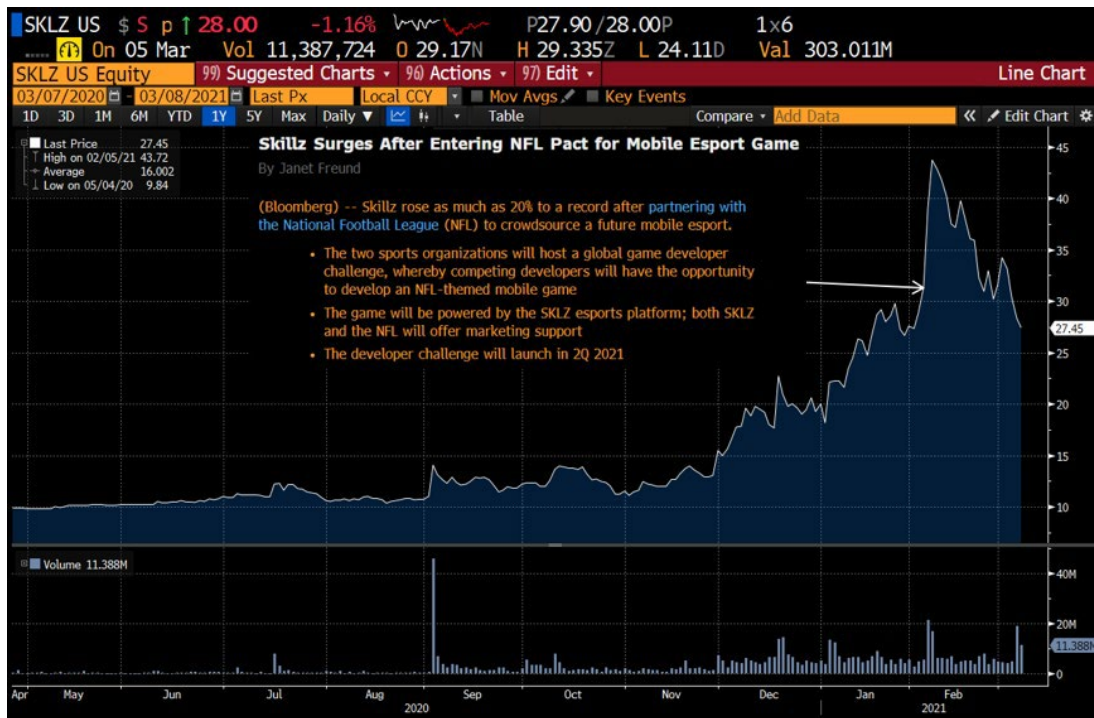 SKLZ US $ S p ↑ 28.00 -1.16% P27.90/28.00P 1x6
On 05 Mar Vol 11,387,724 O 29.17N H 29.335Z L 24.11D Val 303.011M
SKLZ US Equity 99) Suggested Charts 96) Actions 97) Edit Line Chart
03/07/2020 - 03/08/2021 Last Px Local CCY Mov Avgs Key Events
1D 3D 1M 6M YTD 1Y 5Y Max Daily ▼ Table Compare Add Data « Edit Chart
Last Price 27.45
High on 02/05/21 43.72
Average 16.002
Low on 05/04/20 9.84
Skillz Surges After Entering NFL Pact for Mobile Esport Game
By Janet Freund
(Bloomberg) -- Skillz rose as much as 20% to a record after partnering with
the National Football League (NFL) to crowdsource a future mobile esport.
• The two sports organizations will host a global game developer
challenge, whereby competing developers will have the opportunity
to develop an NFL-themed mobile game
• The game will be powered by the SKLZ esports platform; both SKLZ
and the NFL will offer marketing support
• The developer challenge will launch in 2Q 2021
45
40
35
30
27.45
25
20
15
10
Volume 11.388M
40M
20M
11.388M
0
Apr May Jun Jul Aug Sep Oct Nov Dec Jan Feb
2020 2021